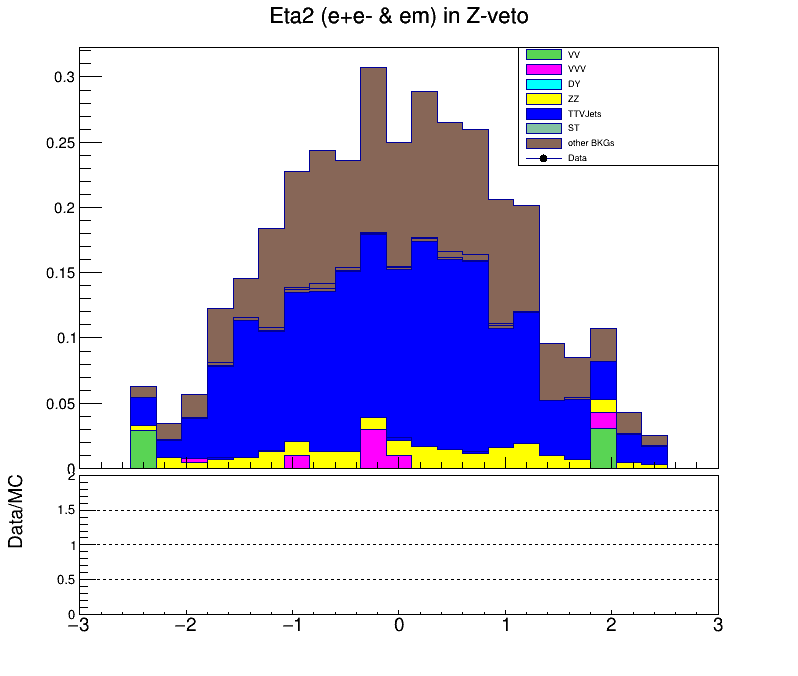 Eta2 (e+e- & em) in Z-veto
VV
VVV
DY
ZZ
TTVJets
ST
other BKGs
Data
0.3
0.25
0.2
0.15
0.1
0.05
0
Data/MC
2
1.5
1
0.5
0
−3 −2 −1 0 1 2 3